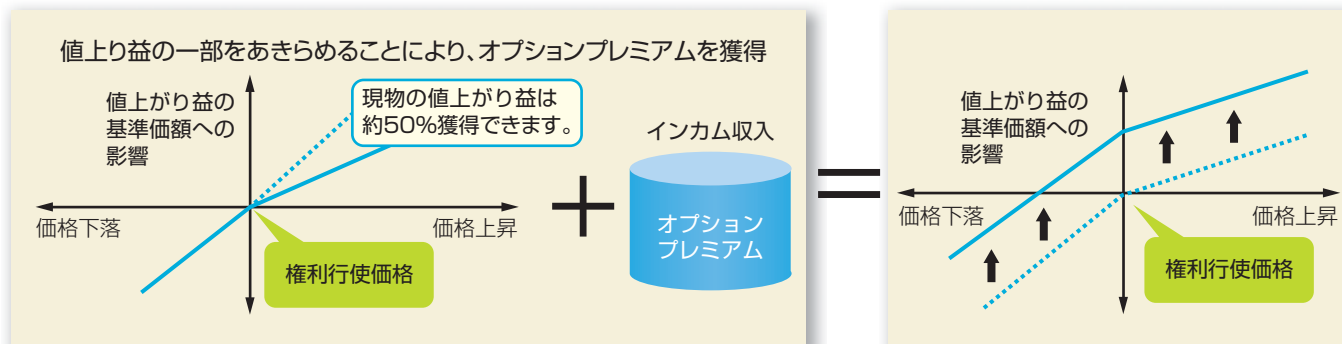 値上り益の一部をあきらめることにより、オプションプレミアムを獲得
値上がり益の
基準価額への
影響
現物の値上がり益は
約50%獲得できます。
価格下落
価格上昇
権利行使価格
インカム収入
オプション
プレミアム
値上がり益の
基準価額への
影響
価格下落
価格上昇
権利行使価格